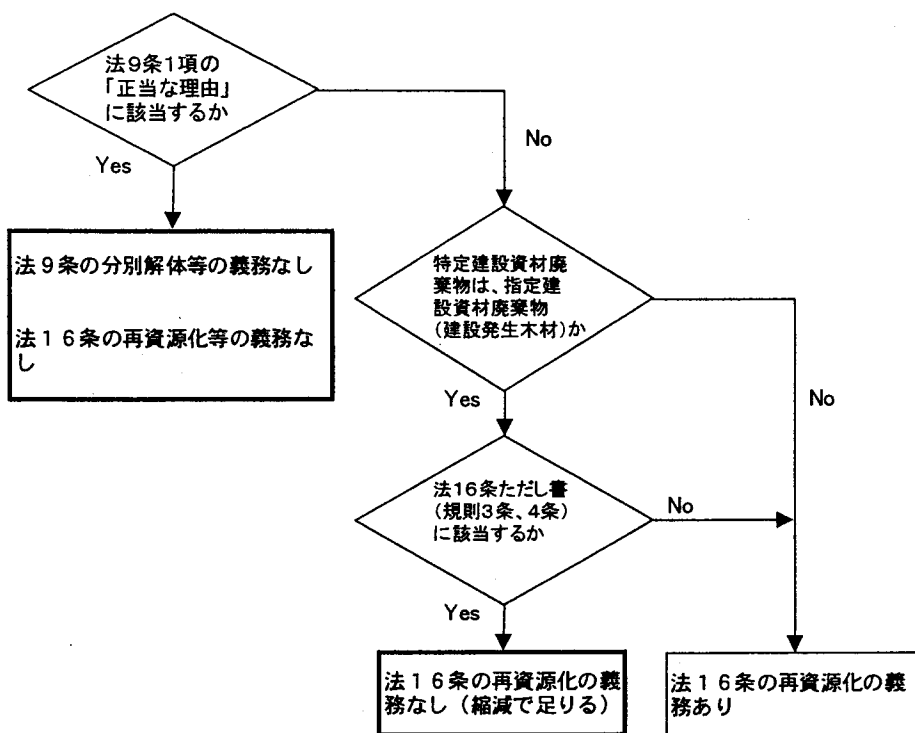 法9条1項の
「正当な理由」
に該当するか
Yes
No
法9条の分別解体等の義務なし
法16条の再資源化等の義務な
し
特定建設資材廃
棄物は、指定建
設資材廃棄物
(建設発生木材)か
Yes
No
法16条ただし書
(規則3条、4条)
に該当するか
No
Yes
法16条の再資源化の義
務なし(縮減で足りる)
法16条の再資源化の義
務あり